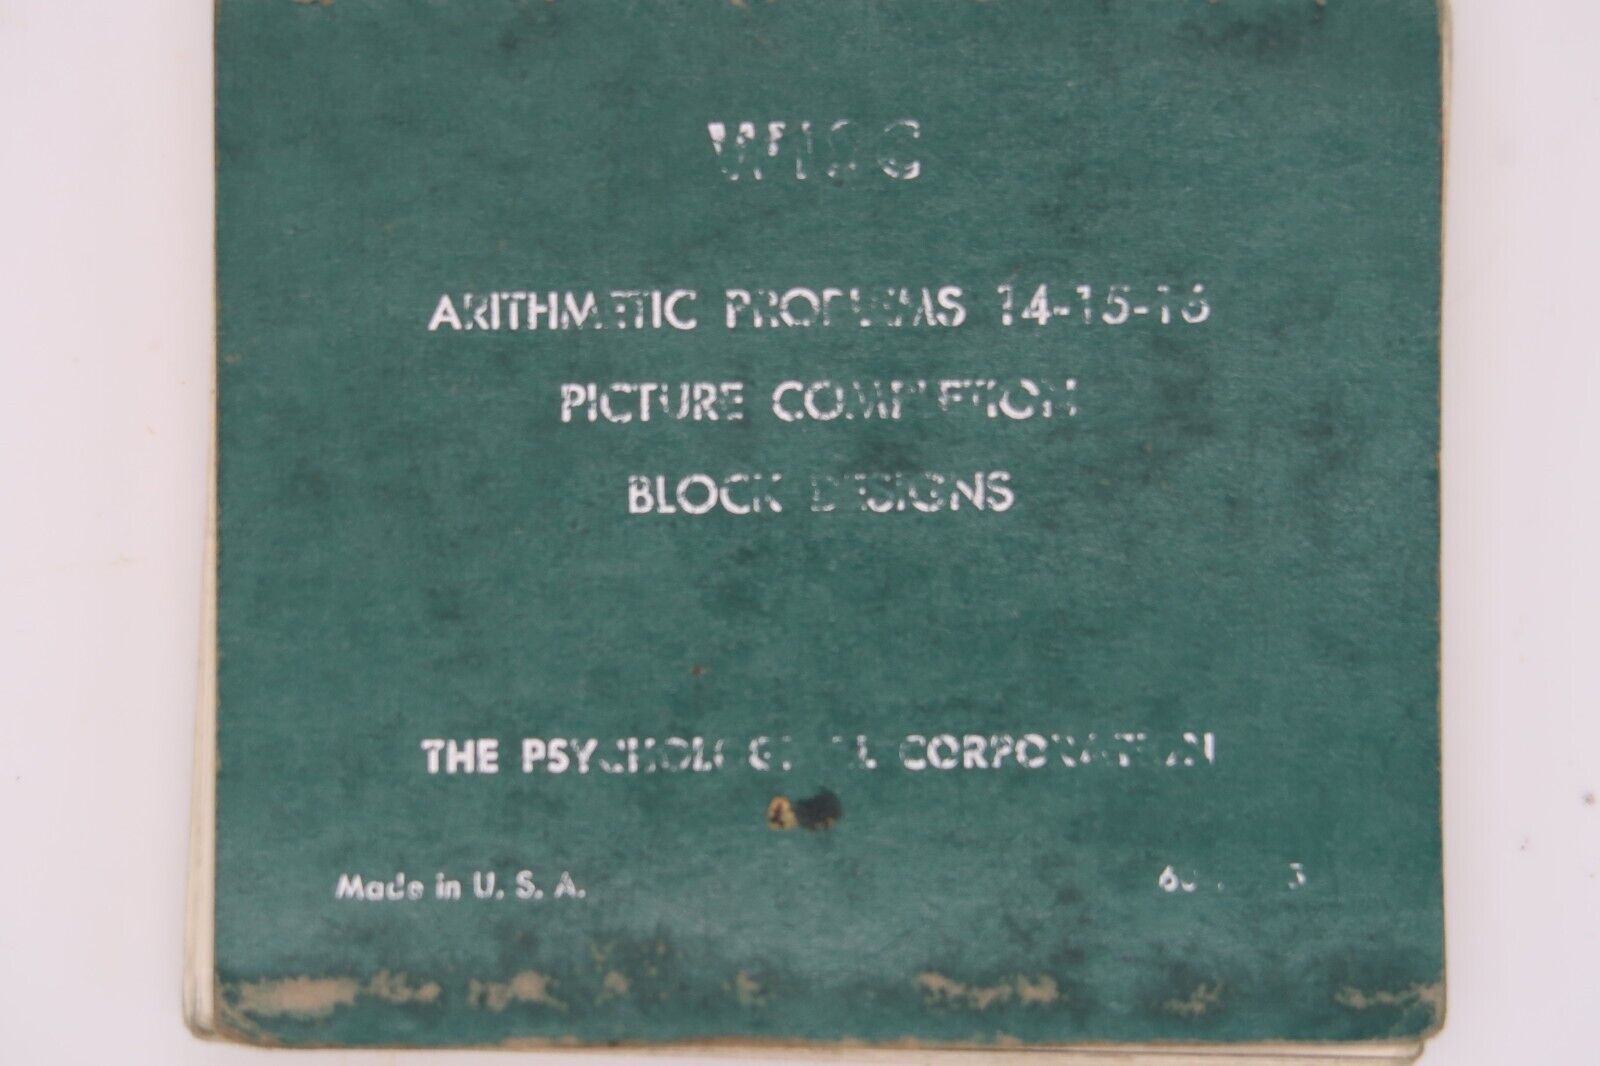 WISC
ARITHMETIC PROBLEMS 14-15-16
PICTURE COMPLETION
BLOCK DESIGNS
THE PSYCHOLOGICAL CORPORATION
Made in U. S. A.